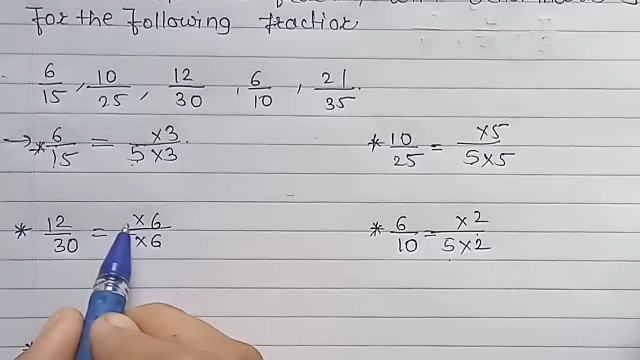 For the following fraction
6/15, 10/25, 12/30, 6/10, 21/35.
→* 6/15 = ×3/5×3. * 10/25 = ×5/5×5
* 12/30 = ×6/×6 * 6/10 = ×2/5×2